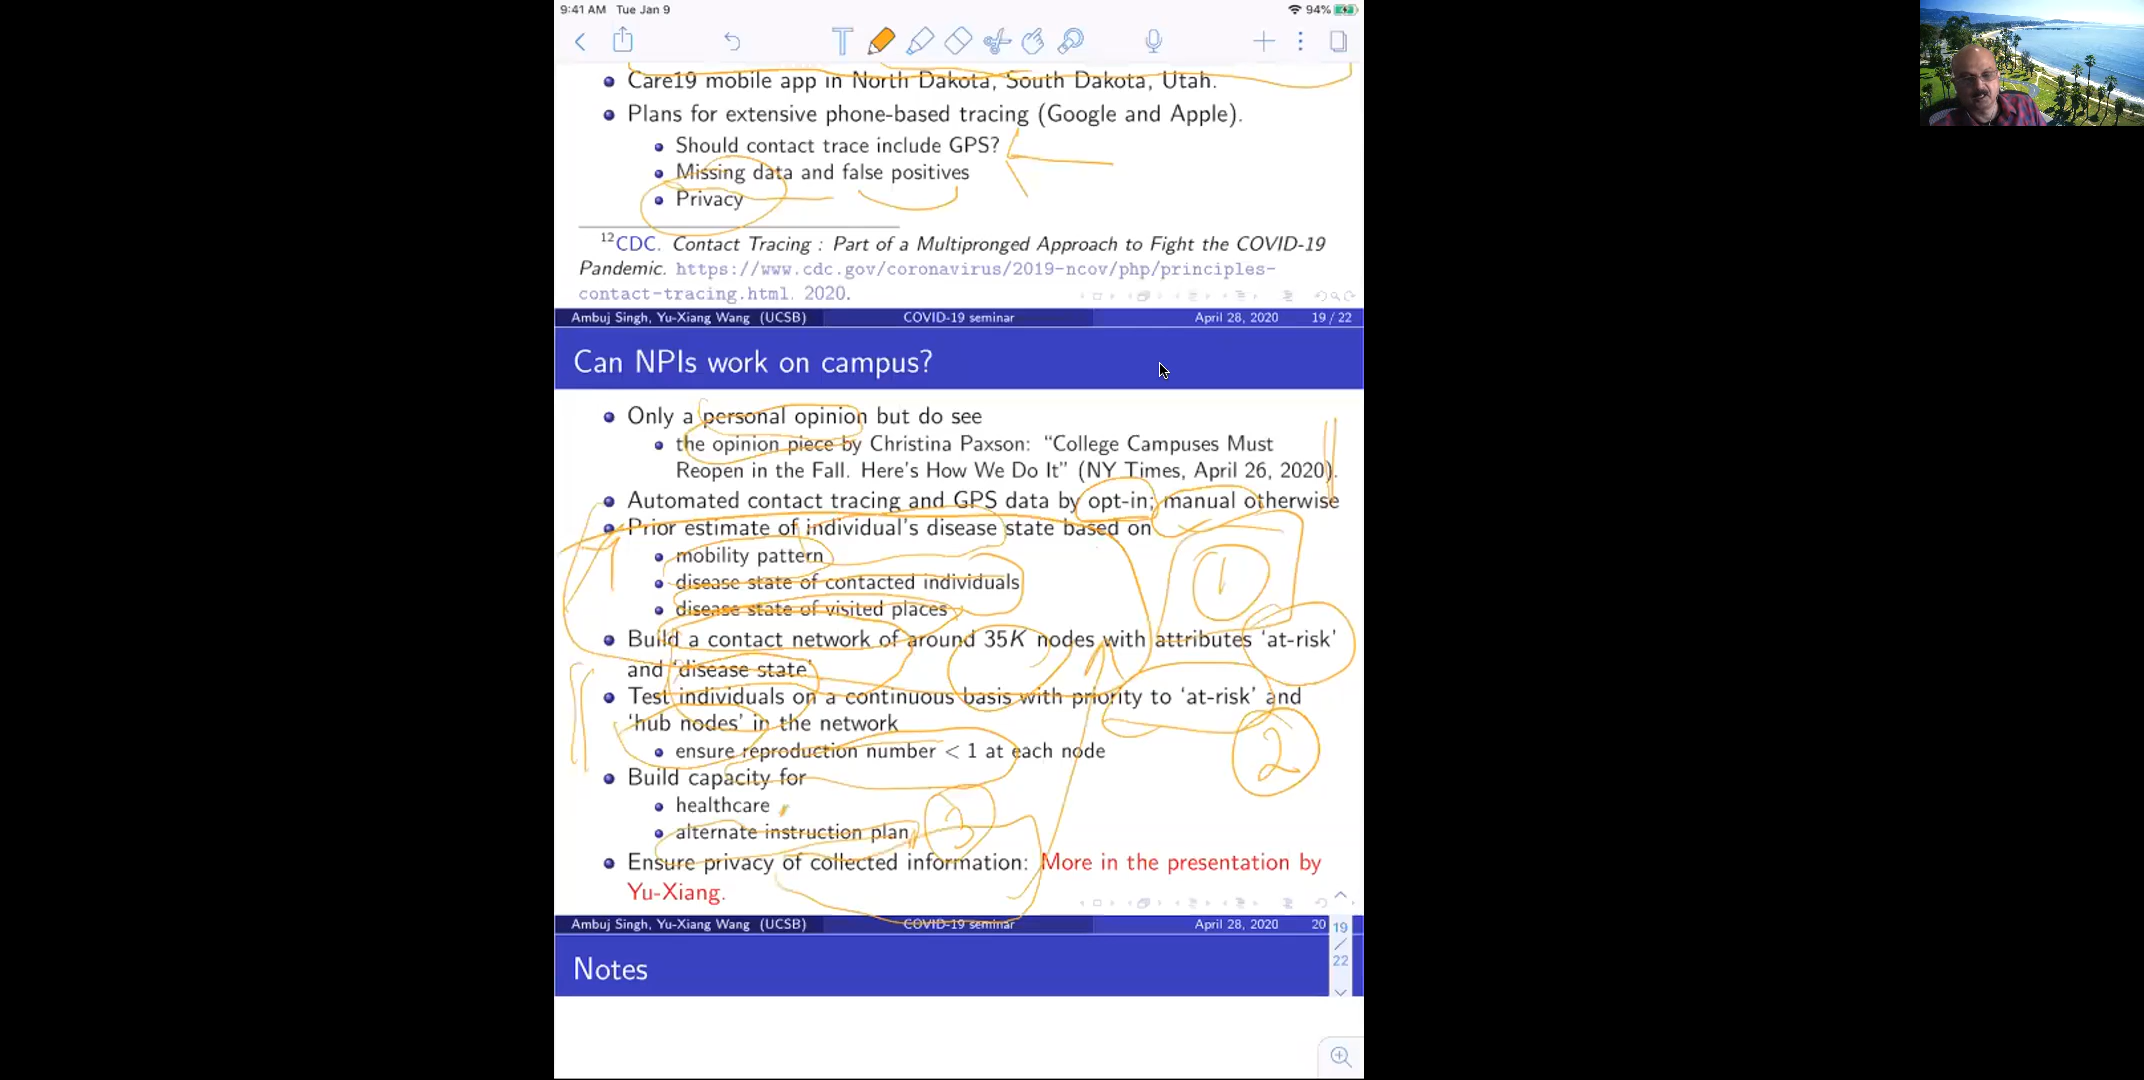 9:41 AM Tue Jan 9
94%
Care19 mobile app in North Dakota, South Dakota, Utah.
Plans for extensive phone-based tracing (Google and Apple).
Should contact trace include GPS?
Missing data and false positives
Privacy
12CDC. Contact Tracing : Part of a Multipronged Approach to Fight the COVID-19
Pandemic. https://www.cdc.gov/coronavirus/2019-ncov/php/principles-
contact-tracing.html. 2020.
Ambuj Singh, Yu-Xiang Wang (UCSB) COVID-19 seminar April 28, 2020 19 / 22
Can NPIs work on campus?
Only a personal opinion but do see
the opinion piece by Christina Paxson: “College Campuses Must
Reopen in the Fall. Here's How We Do It” (NY Times, April 26, 2020).
Automated contact tracing and GPS data by opt-in; manual otherwise
Prior estimate of individual's disease state based on
mobility pattern
disease state of contacted individuals
disease state of visited places
1
Build a contact network of around 35K nodes with attributes ‘at-risk’
and ‘disease state’
Test individuals on a continuous basis with priority to ‘at-risk’ and
‘hub nodes’ in the network
ensure reproduction number < 1 at each node
2
Build capacity for
healthcare
alternate instruction plan
3
Ensure privacy of collected information: More in the presentation by
Yu-Xiang.
Ambuj Singh, Yu-Xiang Wang (UCSB) COVID-19 seminar April 28, 2020 20
19
/
22
Notes